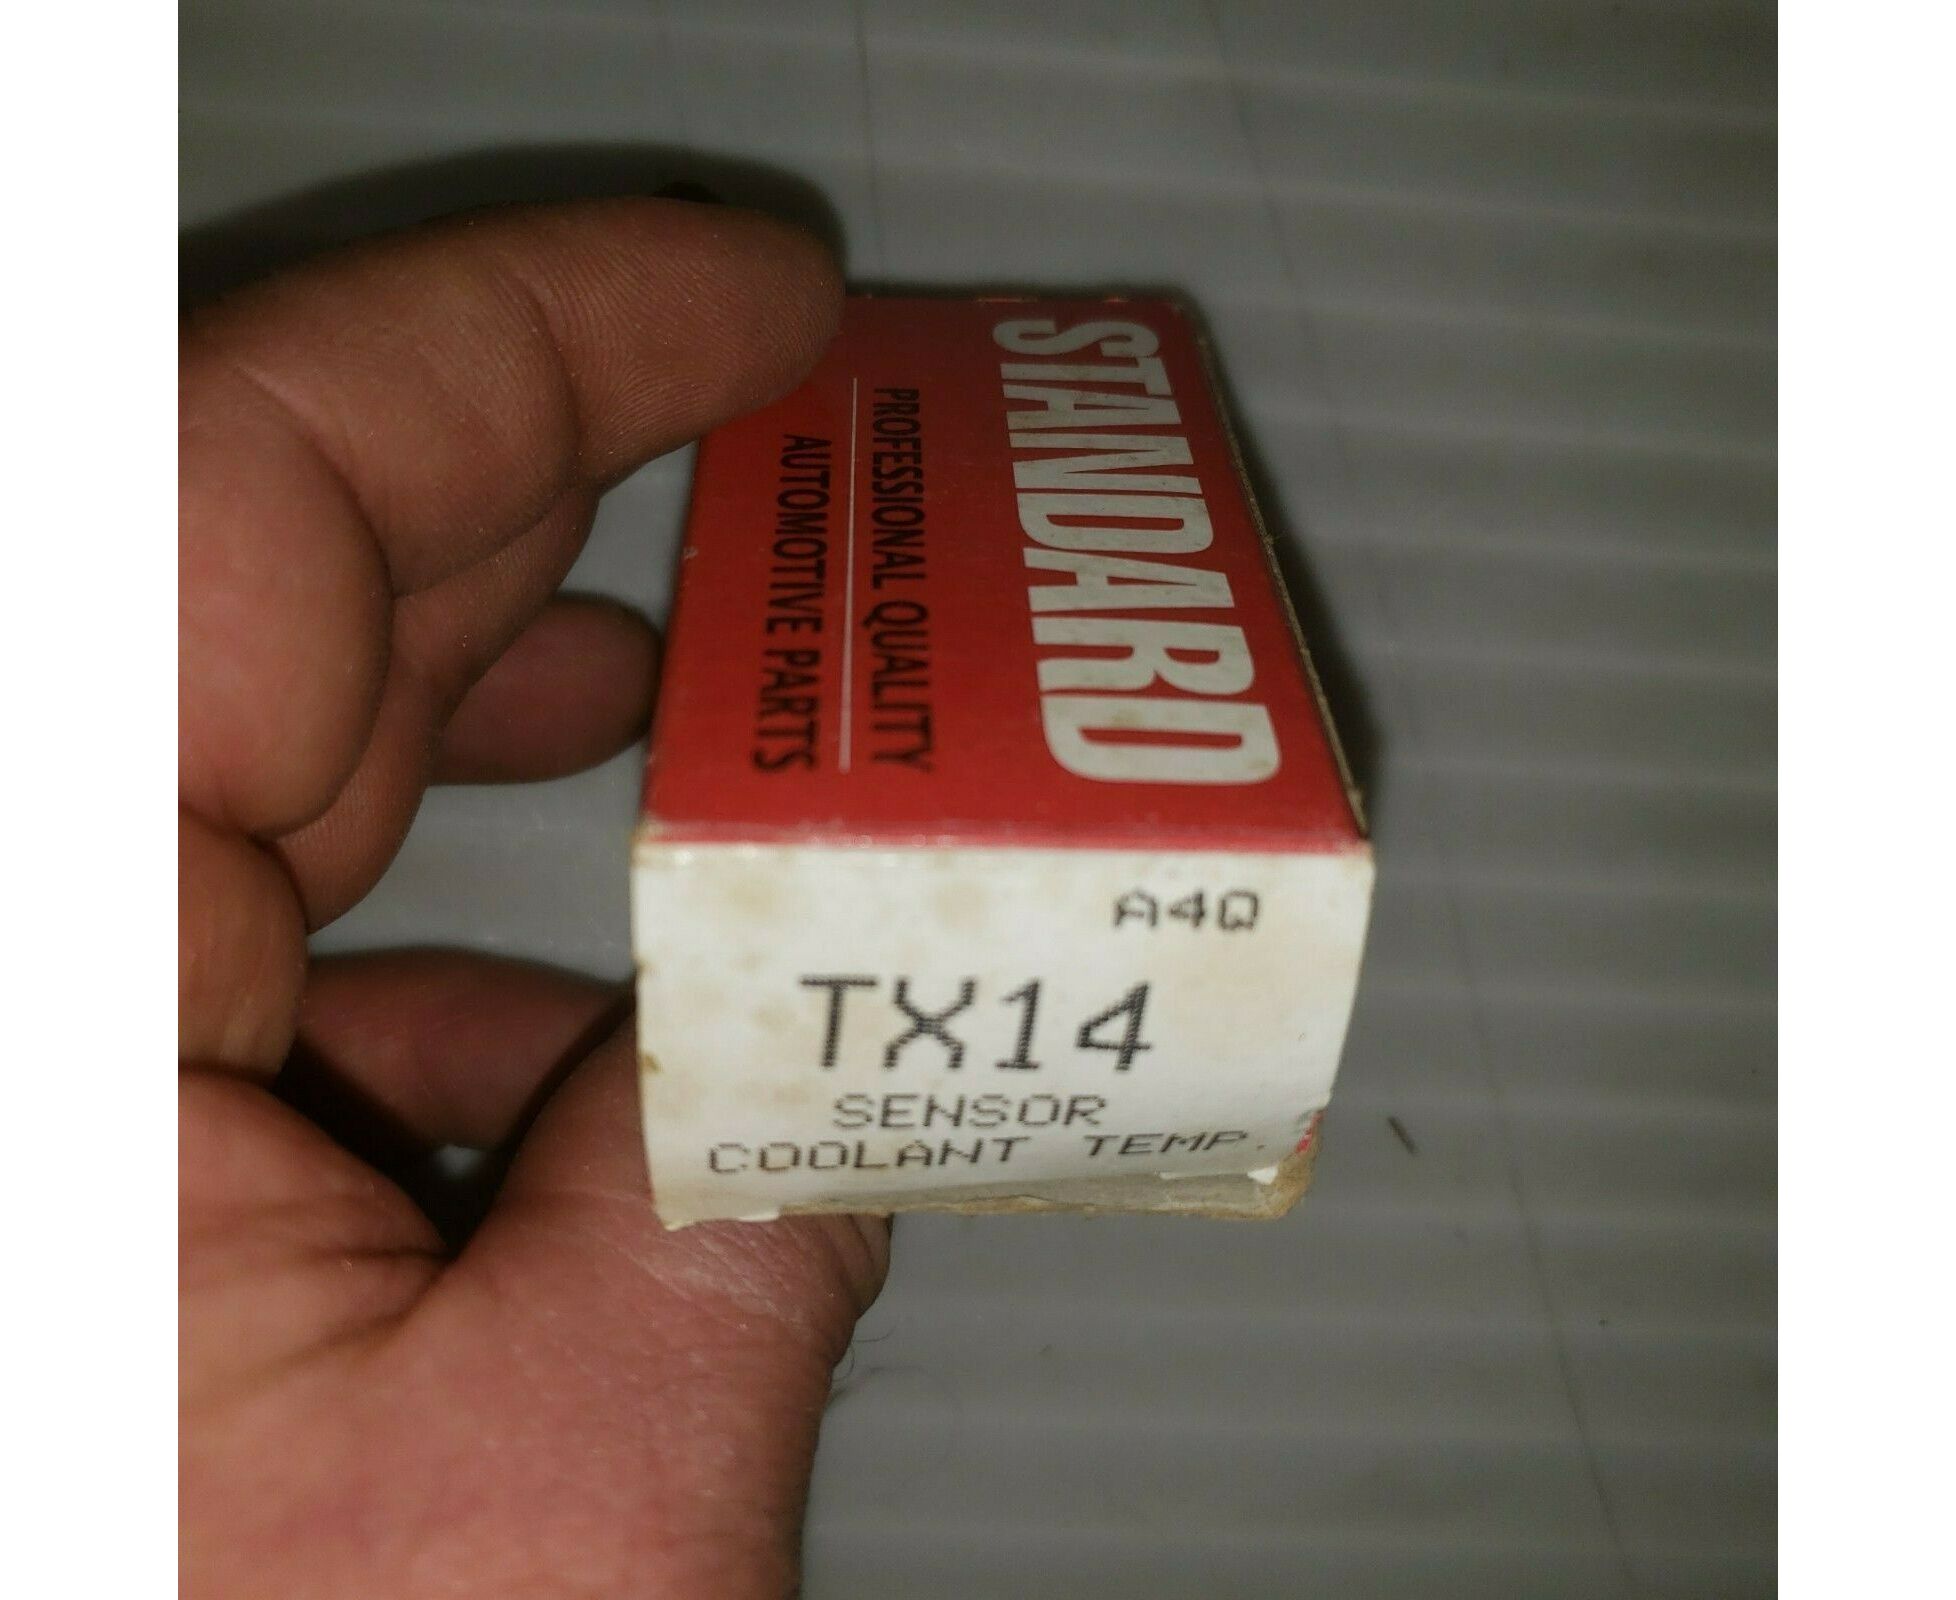 STANDARD
PROFESSIONAL QUALITY
AUTOMOTIVE PARTS
A4Q
TX14
SENSOR
COOLANT TEMP.